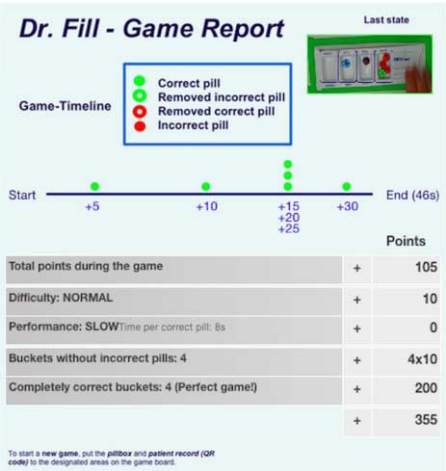 Dr. Fill - Game Report
Last state
Game-Timeline
Correct pill
Removed incorrect pill
Removed correct pill
Incorrect pill
Start
End (46s)
+5
+10
+15
+30
+20
+25
Points
Total points during the game + 105
Difficulty: NORMAL + 10
Performance: SLOW Time per correct pill: 8s + 0
Buckets without incorrect pills: 4 + 4x10
Completely correct buckets: 4 (Perfect game!) + 200
+ 355
To start a new game, put the pillbox and patient record (QR
code) to the designated areas on the game board.